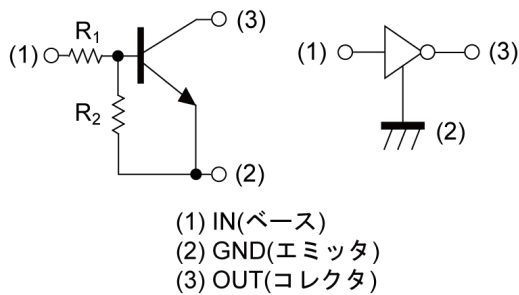 R1
(1)
R2
(3)
(2)
(1)
(3)
(2)
(1) IN(ベース)
(2) GND(エミッタ)
(3) OUT(コレクタ)